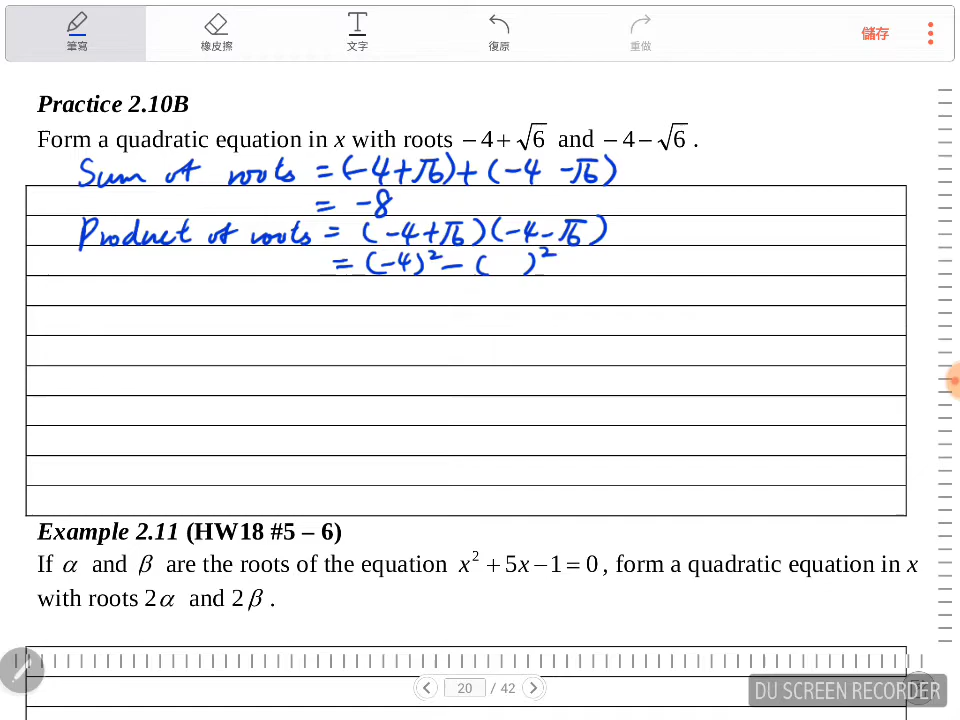 筆寫 橡皮擦 文字 復原 重做 儲存
Practice 2.10B
Form a quadratic equation in x with roots −4+√6 and −4−√6 .
Sum of roots = (-4+√6)+(-4 -√6)
= -8
Product of roots = (-4+√6)(-4-√6)
= (-4)² - ( )²
Example 2.11 (HW18 #5 – 6)
If α and β are the roots of the equation x² + 5x − 1 = 0 , form a quadratic equation in x
with roots 2α and 2β .
20 / 42
DU SCREEN RECORDER